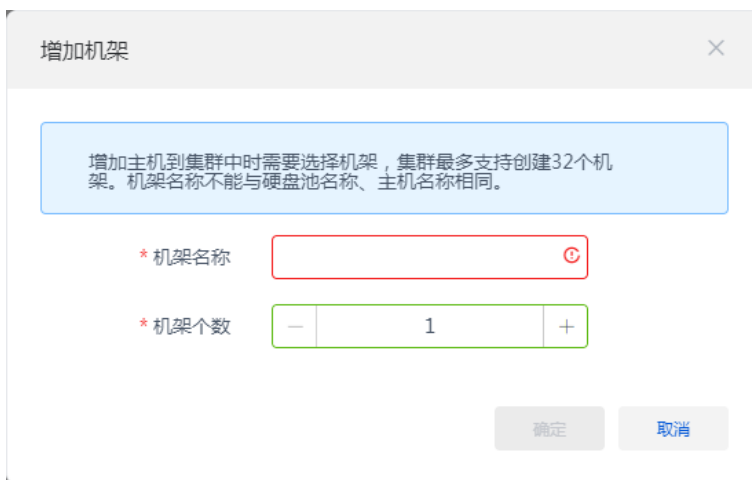 增加机架
增加主机到集群中时需要选择机架，集群最多支持创建32个机
架。机架名称不能与硬盘池名称、主机名称相同。
* 机架名称
* 机架个数
1
确定
取消